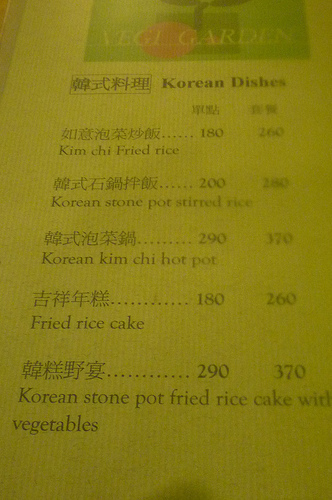 VEGI GARDEN
韓式料理 Korean Dishes
單點 套餐
如意泡菜炒飯...... 180 260
Kim chi Fried rice
韓式石鍋拌飯...... 200 280
Korean stone pot stirred rice
韓式泡菜鍋......... 290 370
Korean kim chi hot pot
吉祥年糕............ 180 260
Fried rice cake
韓糕野宴............ 290 370
Korean stone pot fried rice cake with
vegetables